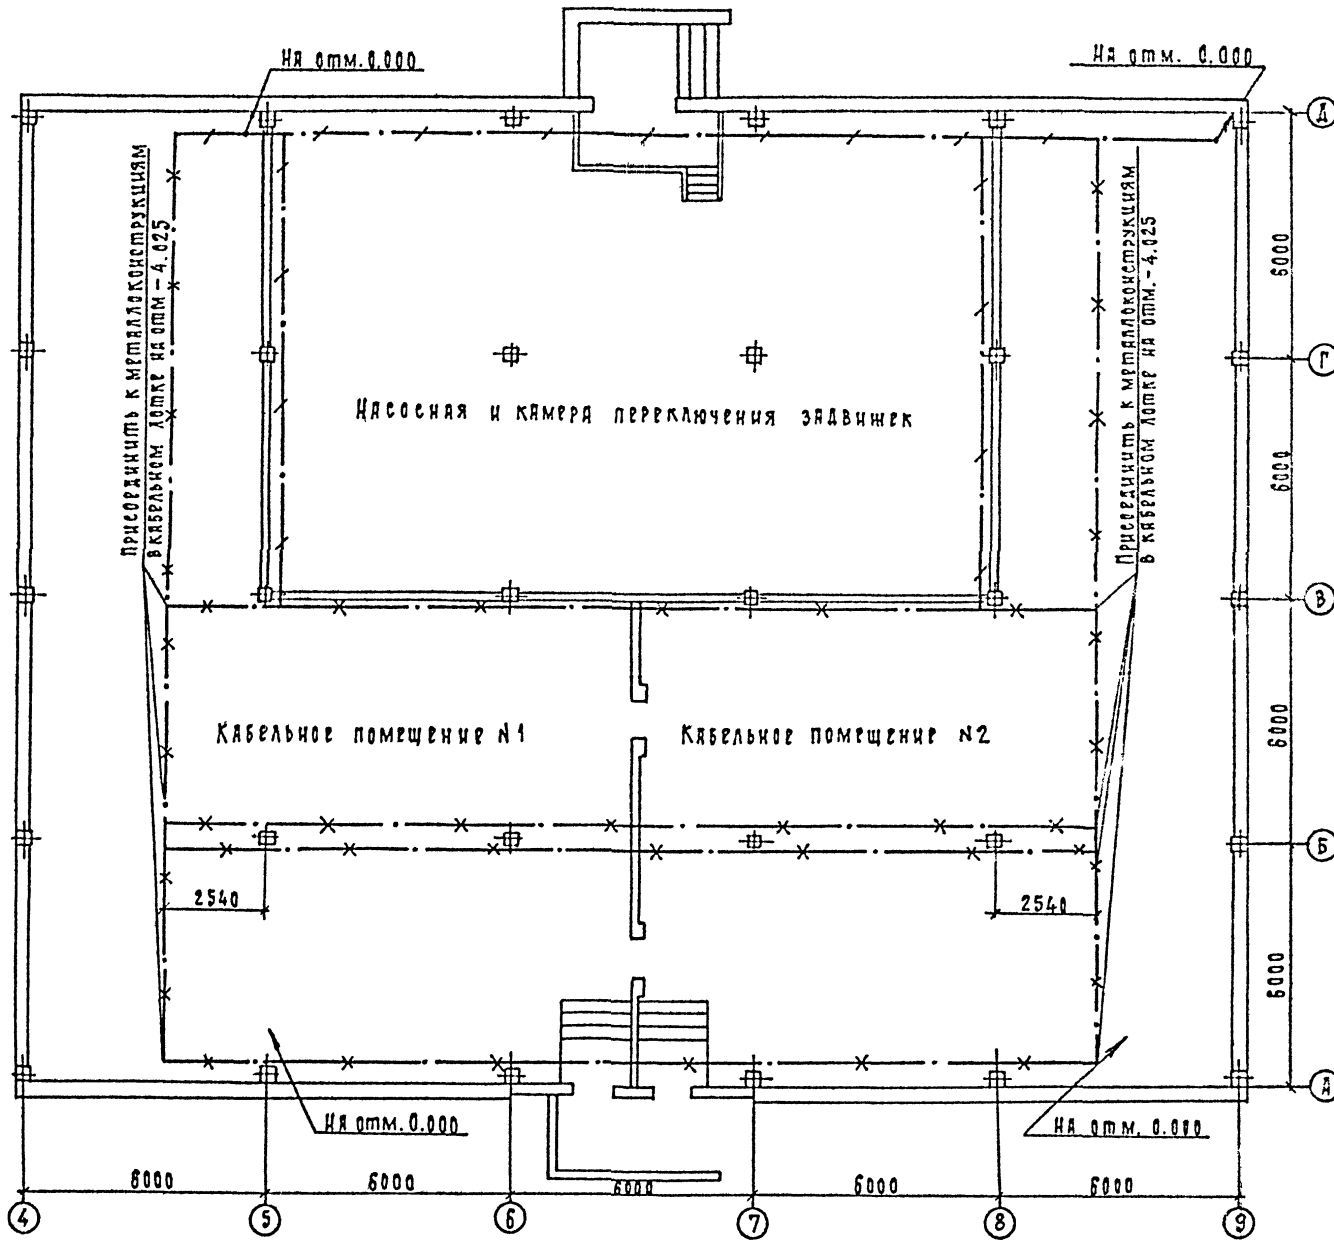 На отм. 0.000
На отм. 0.000
Д
Присоединить к металлоконструкциям
в кабельном лотке на отм - 4.025
Присоединить к металлоконструкциям
в кабельном лотке на отм. - 4.025
6000
Г
Насосная и камера переключения задвижек
6000
В
Кабельное помещение N1
Кабельное помещение N2
6000
Б
2540
2540
6000
А
На отм. 0.000
На отм. 0.000
6000
6000
6000
6000
6000
4
5
6
7
8
9